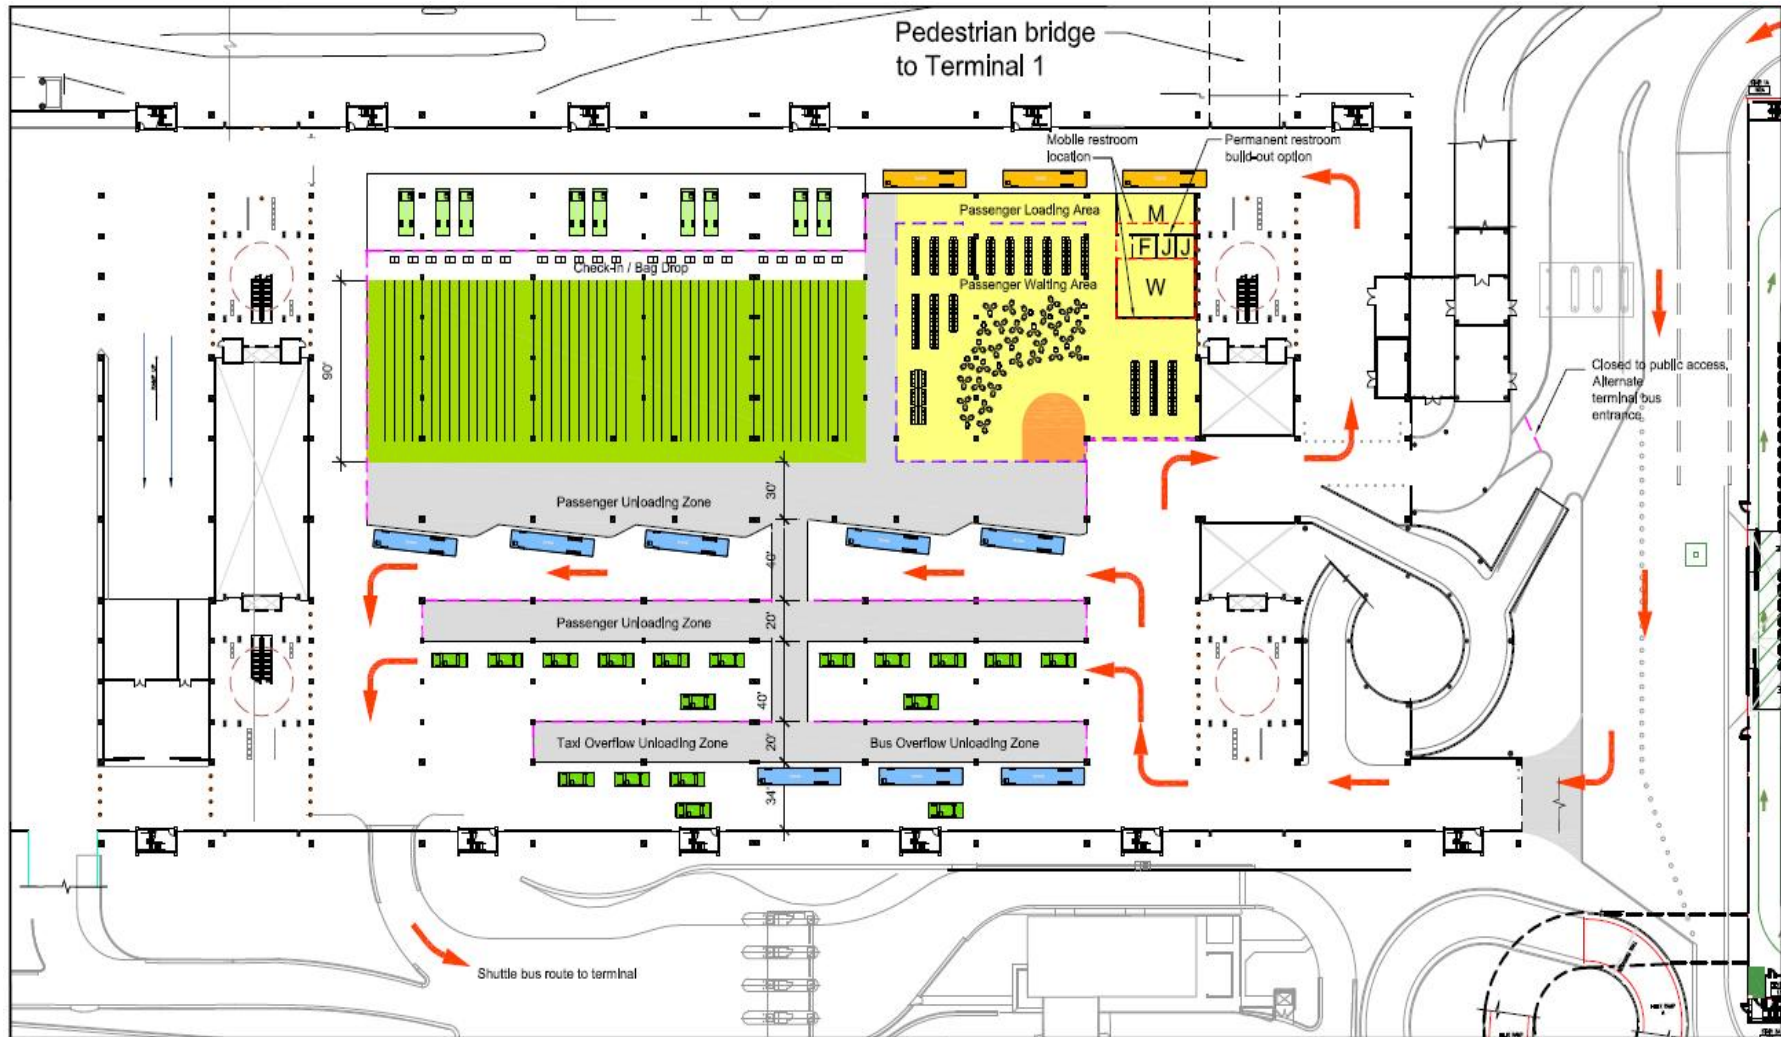 Pedestrian bridge
to Terminal 1
Mobile restroom
location
Permanent restroom
build-out option
Passenger Loading Area
M
F J J
Check-In / Bag Drop
Passenger Waiting Area
W
90'
Closed to public access,
Alternate
terminal bus
entrance
30'
Passenger Unloading Zone
40'
Passenger Unloading Zone
20'
40'
Taxi Overflow Unloading Zone
20'
Bus Overflow Unloading Zone
34'
Shuttle bus route to terminal